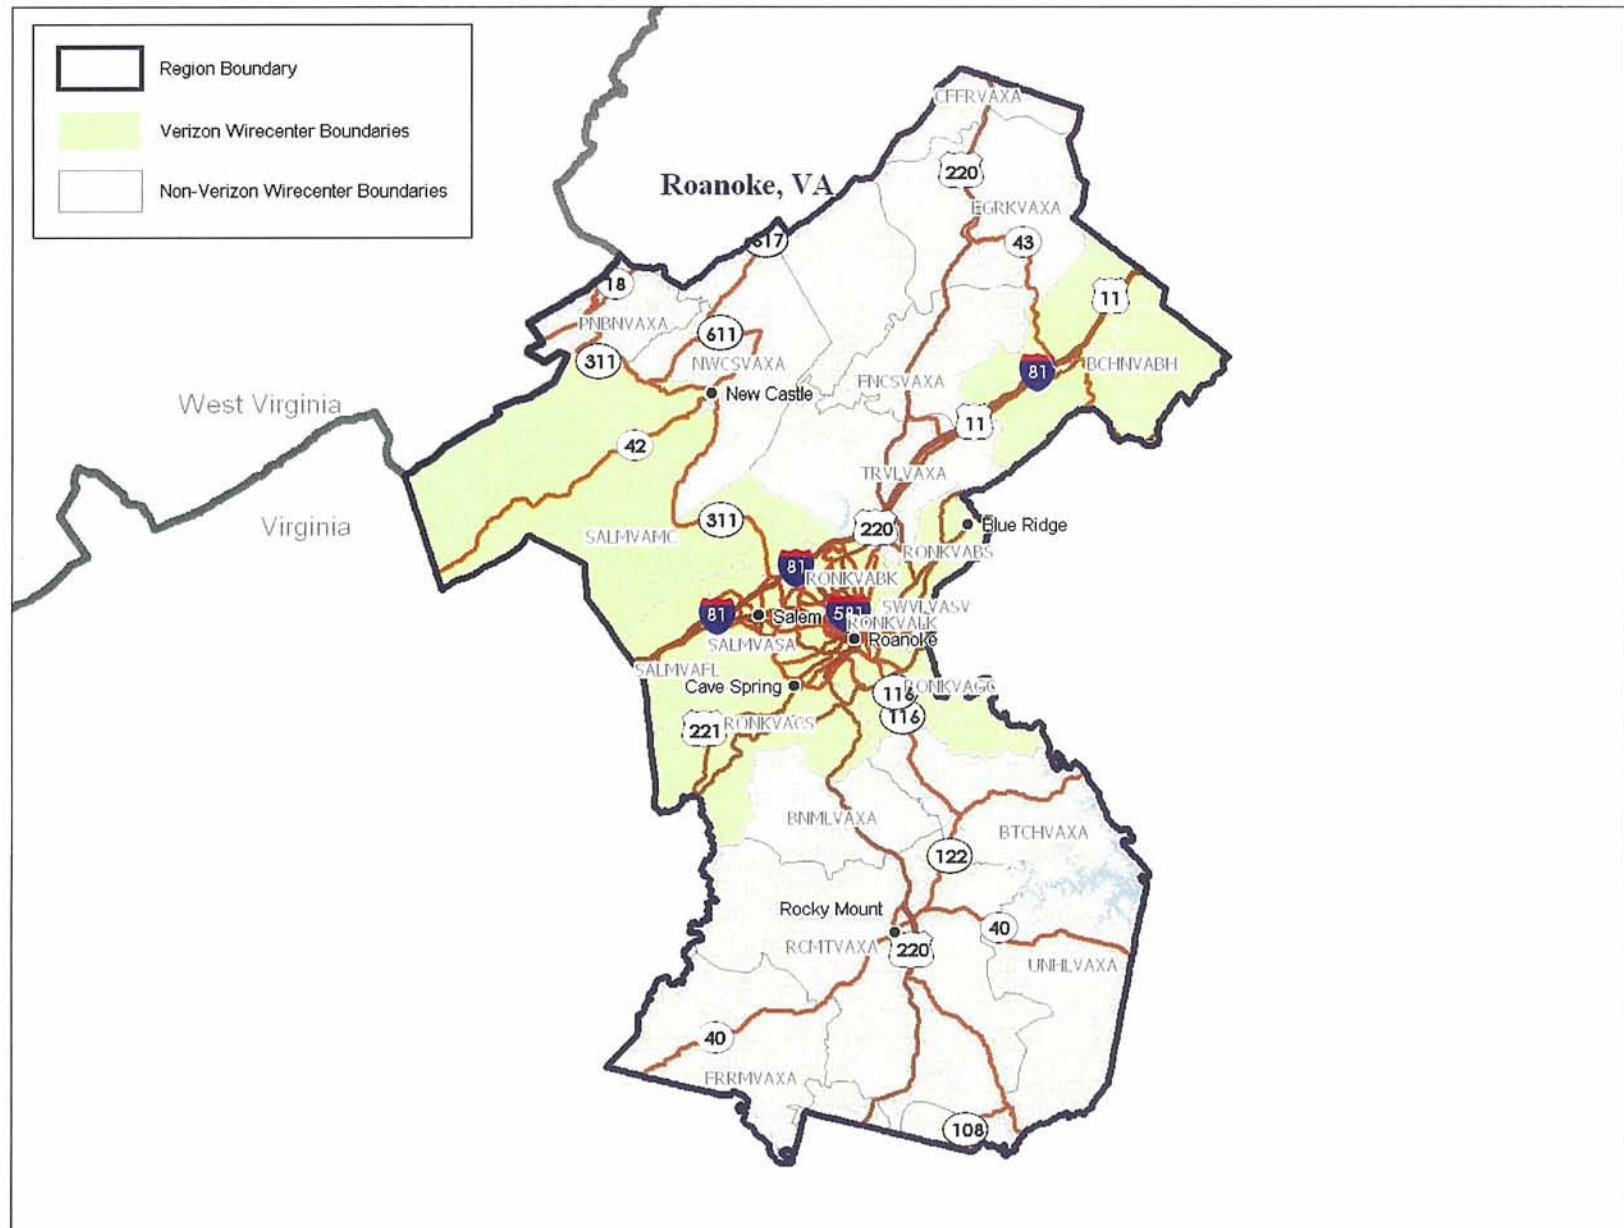 Region Boundary
Verizon Wirecenter Boundaries
Non-Verizon Wirecenter Boundaries
CFFRVAXA
220
Roanoke, VA
EGRKVAXA
43
617
18
11
PNBNVAXA
611
311
NWCSVAXA
81
BCHNVABH
FNCSVAXA
New Castle
West Virginia
11
42
TRVLVAXA
Virginia
311
220
Blue Ridge
SALMVAMC
RONKVABS
81
RONKVABK
SWVLVASV
81
Salem
581
RONKVALK
Roanoke
SALMVASA
SALMVAFL
Cave Spring
116
RONKVAGC
116
221
RONKVACS
BNMLVAXA
BTCHVAXA
122
Rocky Mount
40
RCMTVAXA
220
UNHLVAXA
40
FRRMVAXA
108